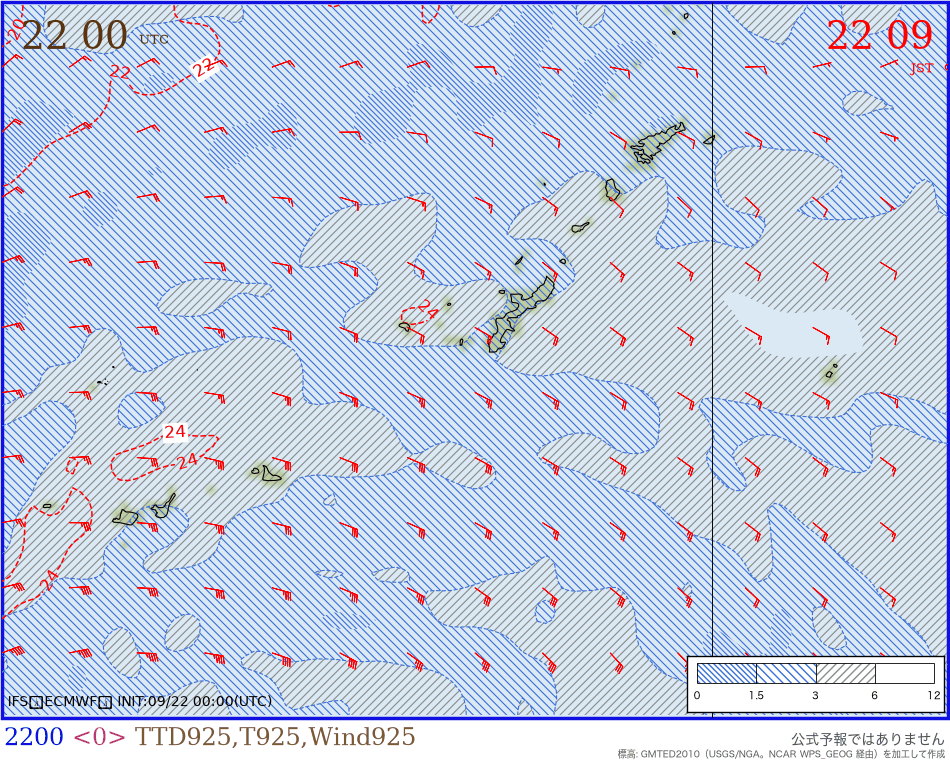 22 00 UTC
22 09
JST
20
22
22
24
24
24
24
IFS□ECMWF□ INIT:09/22 00:00(UTC)
0 1.5 3 6 12
2200 <0> TTD925,T925,Wind925
公式予報ではありません
標高: GMTED2010（USGS/NGA。NCAR WPS_GEOG 経由）を加工して作成